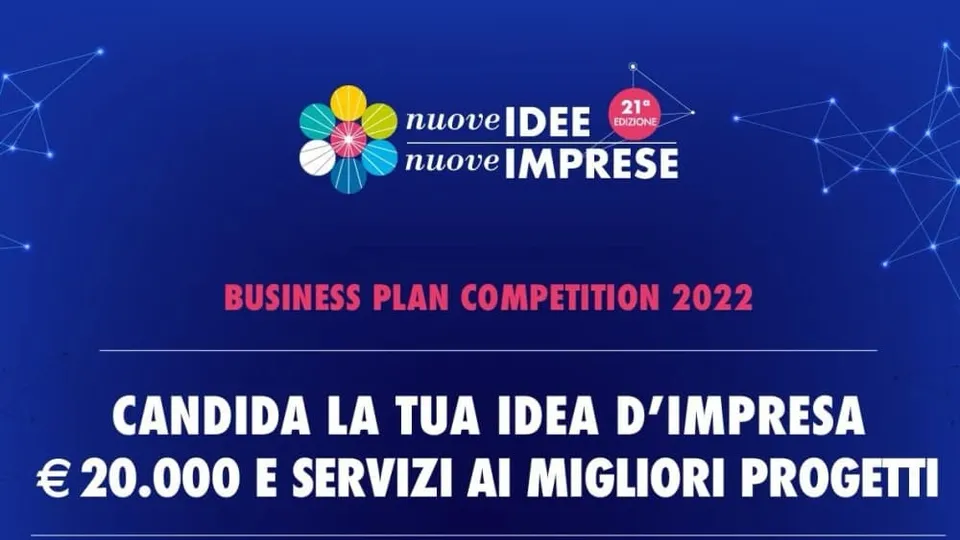 nuove IDEE
21ª
EDIZIONE
nuove IMPRESE
BUSINESS PLAN COMPETITION 2022
CANDIDA LA TUA IDEA D'IMPRESA
€ 20.000 E SERVIZI AI MIGLIORI PROGETTI